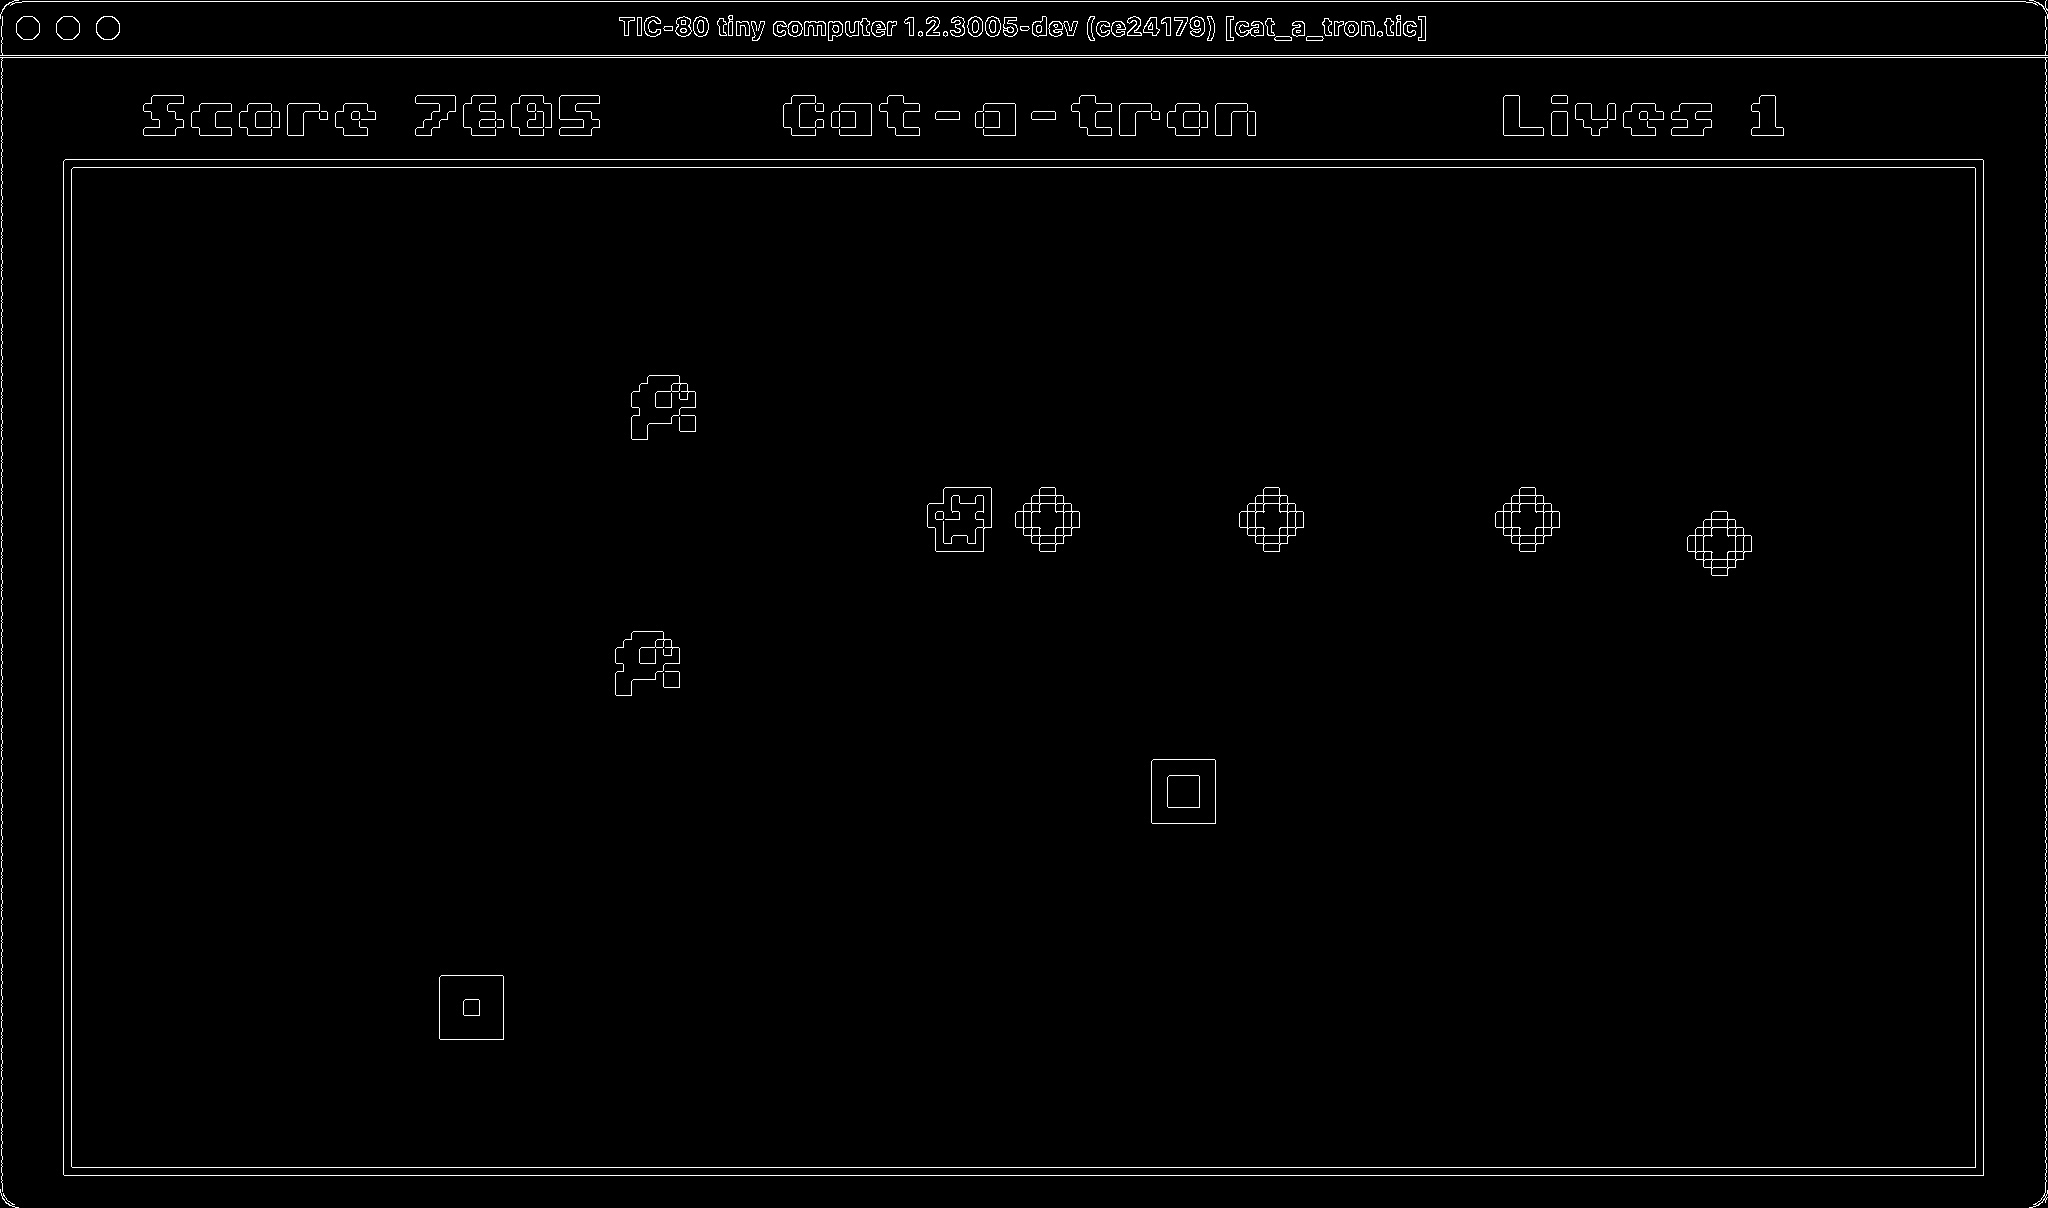 TIC-80 tiny computer 1.2.3005-dev (ce24179) [cat_a_tron.tic]
Score 7605 Cat-a-tron Lives 1